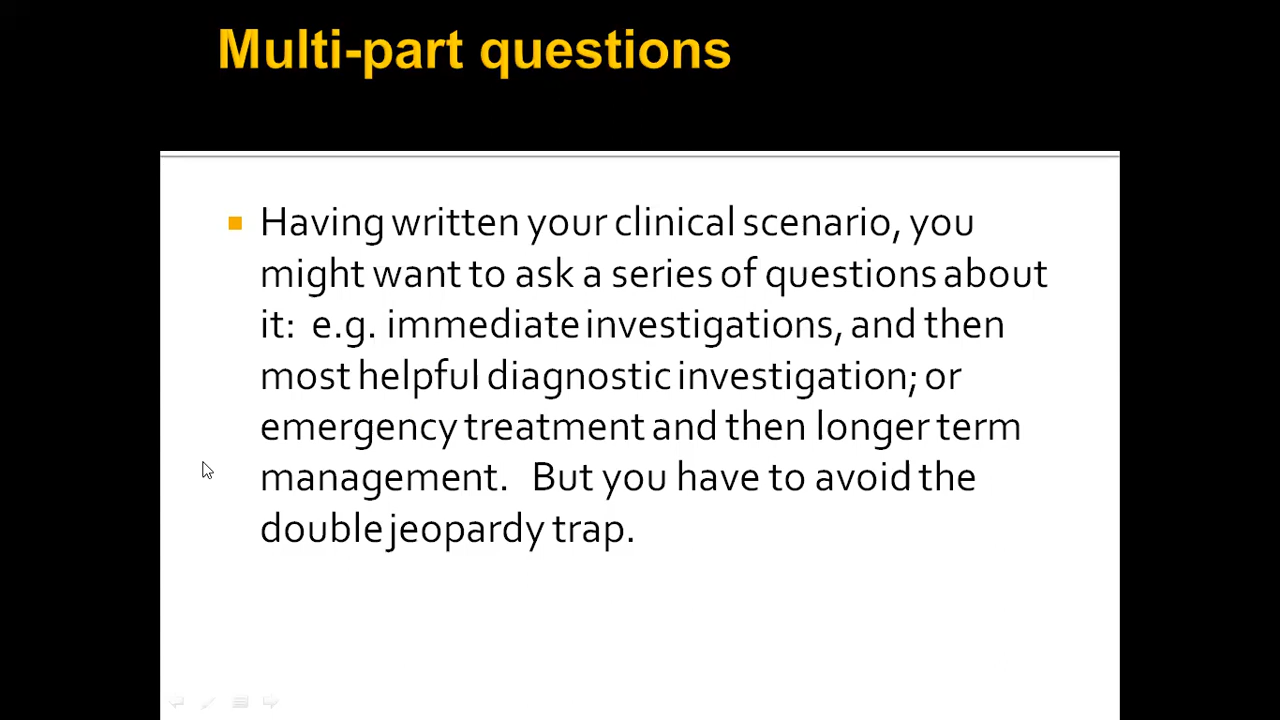 Multi-part questions
Having written your clinical scenario, you
might want to ask a series of questions about
it: e.g. immediate investigations, and then
most helpful diagnostic investigation; or
emergency treatment and then longer term
management. But you have to avoid the
double jeopardy trap.